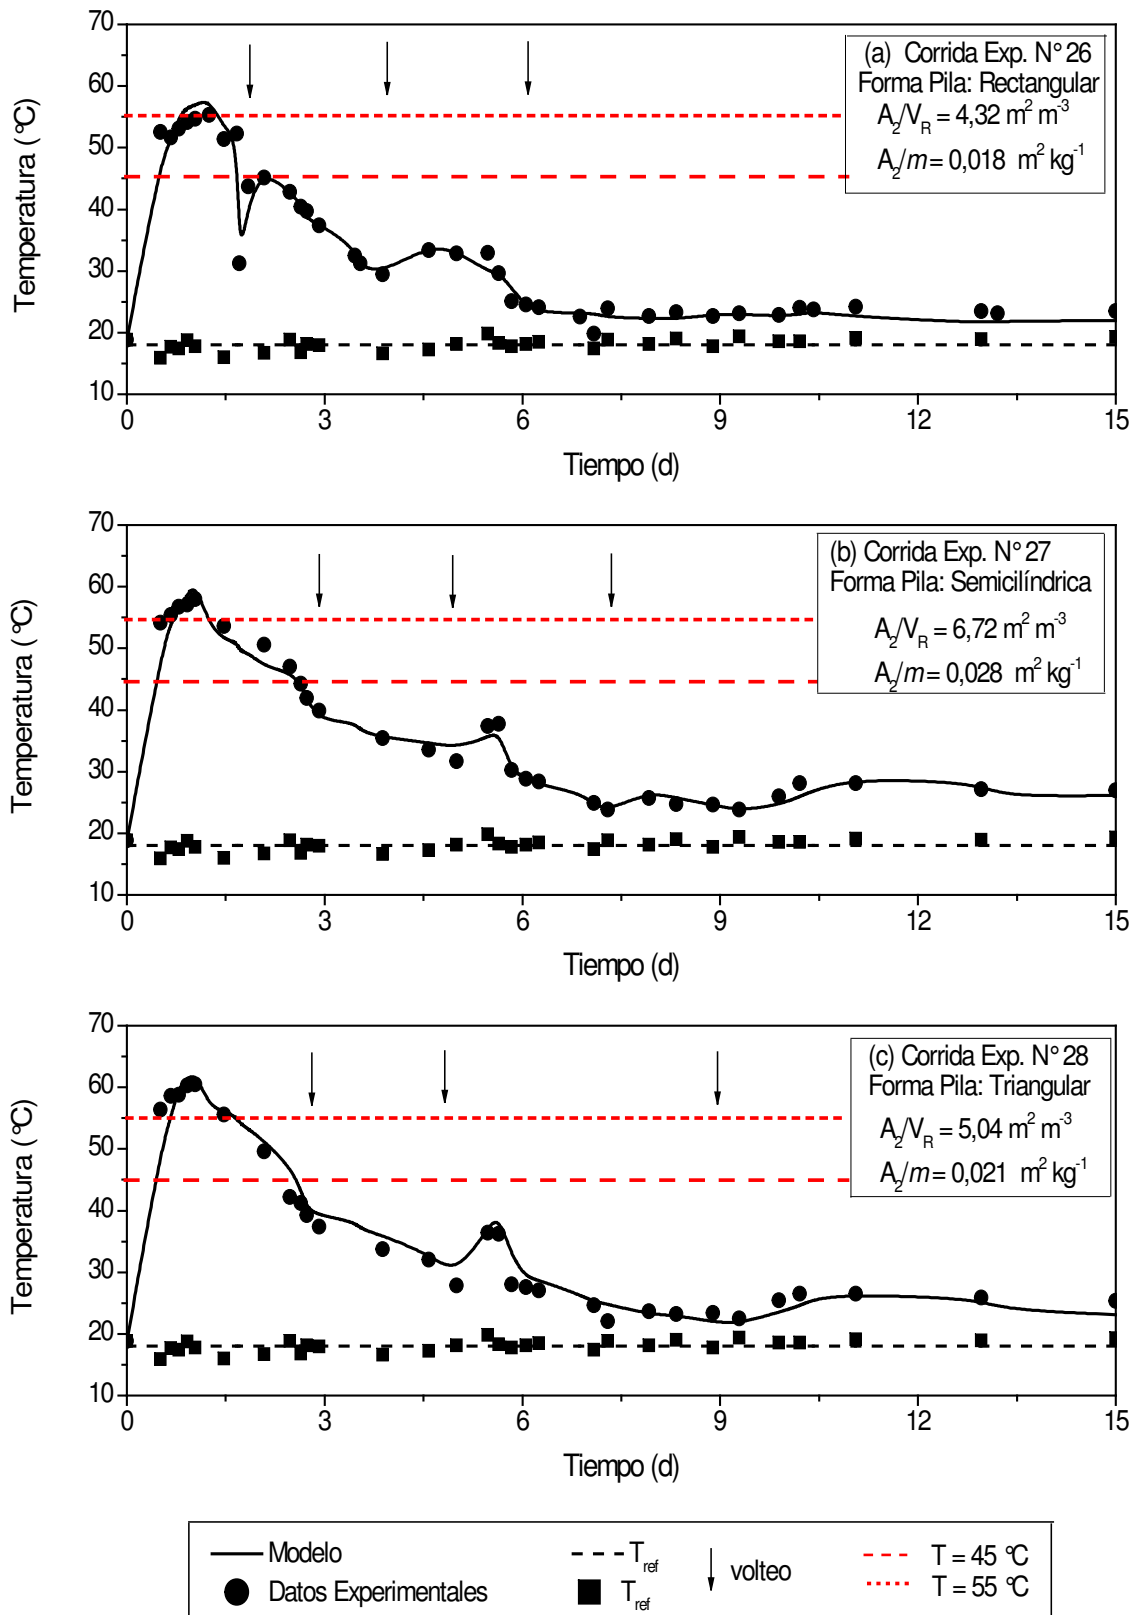 70
60
50
40
30
20
10
0
3
6
9
12
15
Temperatura (°C)
Tiempo (d)
(a) Corrida Exp. N° 26
Forma Pila: Rectangular
A2/VR = 4,32 m2 m-3
A2/m = 0,018 m2 kg-1
70
60
50
40
30
20
10
0
3
6
9
12
15
Temperatura (°C)
Tiempo (d)
(b) Corrida Exp. N° 27
Forma Pila: Semicilíndrica
A2/VR = 6,72 m2 m-3
A2/m = 0,028 m2 kg-1
70
60
50
40
30
20
10
0
3
6
9
12
15
Temperatura (°C)
Tiempo (d)
(c) Corrida Exp. N° 28
Forma Pila: Triangular
A2/VR = 5,04 m2 m-3
A2/m = 0,021 m2 kg-1
Modelo
Datos Experimentales
Tref
Tref
volteo
T = 45 °C
T = 55 °C